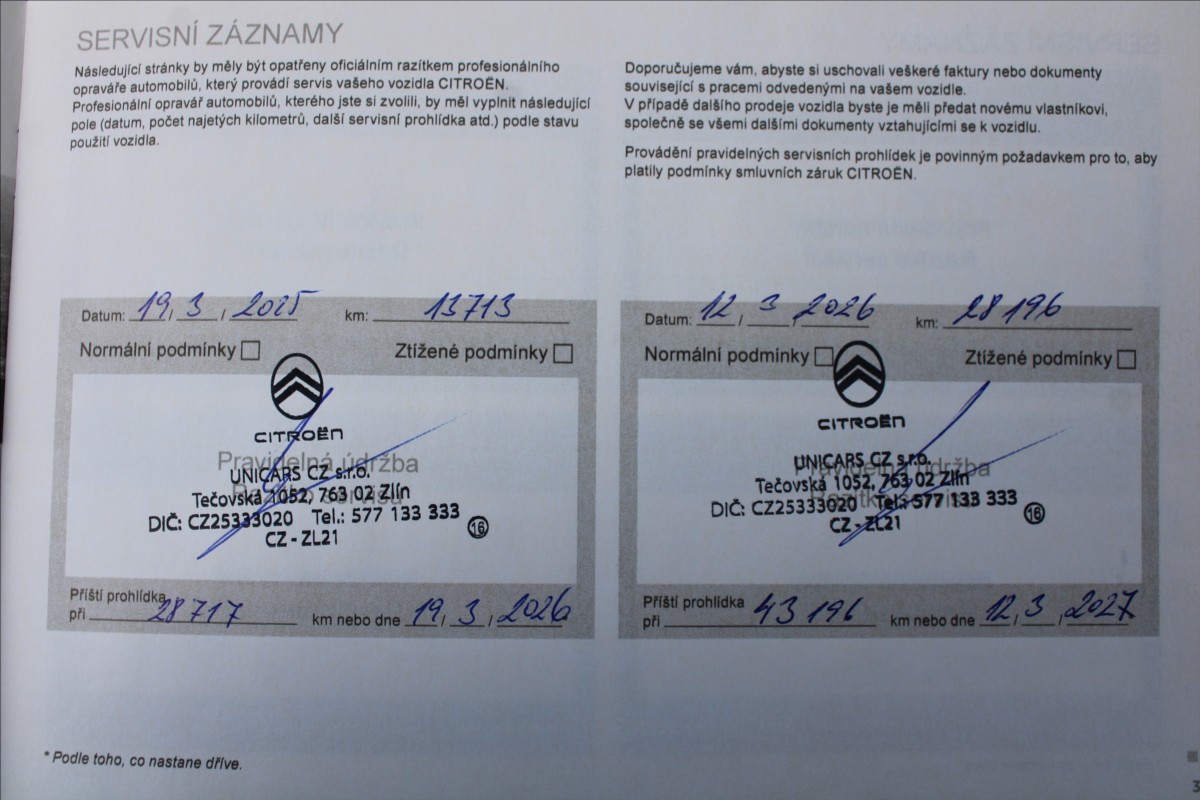 SERVISNÍ ZÁZNAMY
Následující stránky by měly být opatřeny oficiálním razítkem profesionálního
opraváře automobilů, který provádí servis vašeho vozidla CITROËN.
Profesionální opravář automobilů, kterého jste si zvolili, by měl vyplnit následující
pole (datum, počet najetých kilometrů, další servisní prohlídka atd.) podle stavu
použití vozidla.
Datum: 19/ 3 / 2025 km: 13713
Normální podmínky Ztížené podmínky
CITROËN
Pravidelná údržba
UNICARS CZ s.r.o.
Tečovská 1052, 763 02 Zlín
DIČ: CZ25333020 Tel.: 577 133 333
16
CZ - ZL21
Příští prohlídka
při 28717 km nebo dne 19/ 3 / 2026
* Podle toho, co nastane dříve.
Doporučujeme vám, abyste si uschovali veškeré faktury nebo dokumenty
související s pracemi odvedenými na vašem vozidle.
V případě dalšího prodeje vozidla byste je měli předat novému vlastníkovi,
společně se všemi dalšími dokumenty vztahujícími se k vozidlu.
Provádění pravidelných servisních prohlídek je povinným požadavkem pro to, aby
platily podmínky smluvních záruk CITROËN.
Datum: 12 / 3 / 2026 km: 28196
Normální podmínky Ztížené podmínky
CITROËN
Pravidelná údržba
UNICARS CZ s.r.o.
Tečovská 1052, 763 02 Zlín
DIČ: CZ25333020 Tel.: 577 133 333
16
CZ - ZL21
Příští prohlídka
při 43196 km nebo dne 12/ 3 / 2027
3